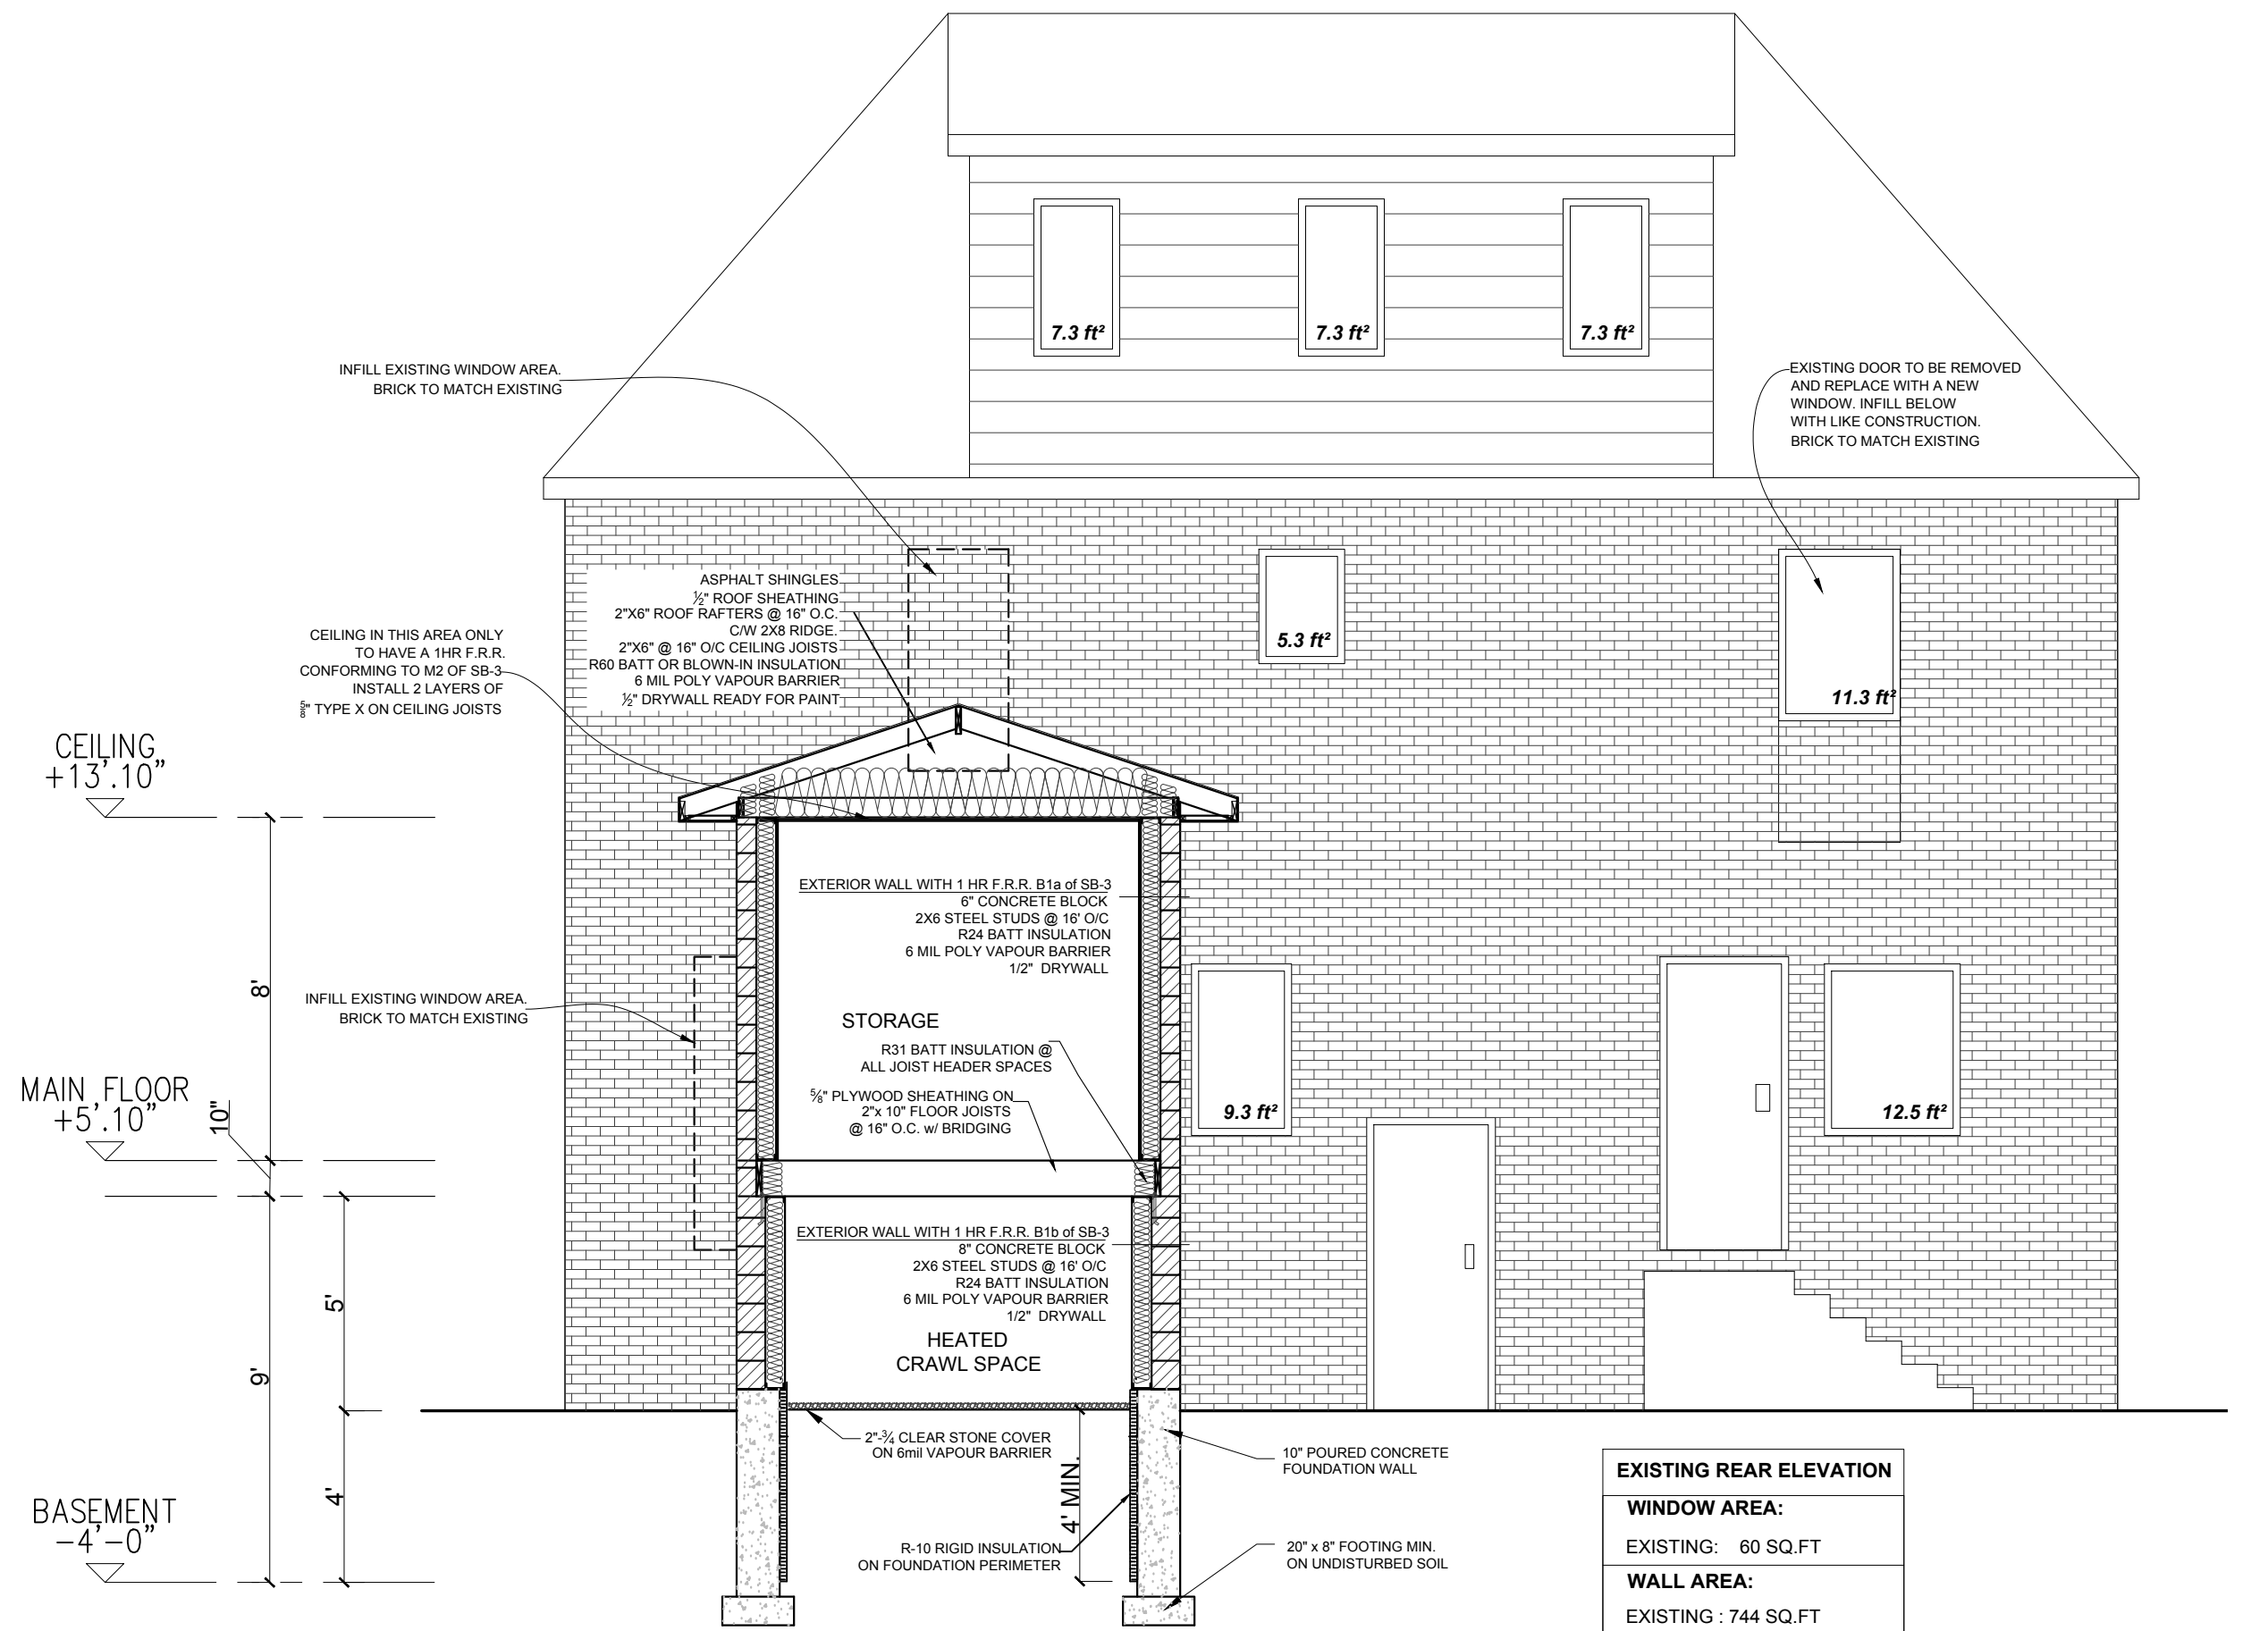 7.3 ft²
7.3 ft²
7.3 ft²
INFILL EXISTING WINDOW AREA.
BRICK TO MATCH EXISTING
EXISTING DOOR TO BE REMOVED
AND REPLACE WITH A NEW
WINDOW. INFILL BELOW
WITH LIKE CONSTRUCTION.
BRICK TO MATCH EXISTING
ASPHALT SHINGLES
½" ROOF SHEATHING
2"X6" ROOF RAFTERS @ 16" O.C.
C/W 2X8 RIDGE.
2"X6" @ 16" O/C CEILING JOISTS
R60 BATT OR BLOWN-IN INSULATION
6 MIL POLY VAPOUR BARRIER
½" DRYWALL READY FOR PAINT
5.3 ft²
11.3 ft²
CEILING IN THIS AREA ONLY
TO HAVE A 1HR F.R.R.
CONFORMING TO M2 OF SB-3
INSTALL 2 LAYERS OF
⅝" TYPE X ON CEILING JOISTS
CEILING
+13'.10"
EXTERIOR WALL WITH 1 HR F.R.R. B1a of SB-3
6" CONCRETE BLOCK
2X6 STEEL STUDS @ 16' O/C
R24 BATT INSULATION
6 MIL POLY VAPOUR BARRIER
1/2" DRYWALL
8'
INFILL EXISTING WINDOW AREA.
BRICK TO MATCH EXISTING
STORAGE
R31 BATT INSULATION @
ALL JOIST HEADER SPACES
⅝" PLYWOOD SHEATHING ON
2"x 10" FLOOR JOISTS
@ 16" O.C. w/ BRIDGING
9.3 ft²
12.5 ft²
MAIN FLOOR
+5'.10"
10"
EXTERIOR WALL WITH 1 HR F.R.R. B1b of SB-3
8" CONCRETE BLOCK
2X6 STEEL STUDS @ 16' O/C
R24 BATT INSULATION
6 MIL POLY VAPOUR BARRIER
1/2" DRYWALL
HEATED
CRAWL SPACE
5'
9'
4'
2"-¾ CLEAR STONE COVER
ON 6mil VAPOUR BARRIER
4' MIN.
10" POURED CONCRETE
FOUNDATION WALL
R-10 RIGID INSULATION
ON FOUNDATION PERIMETER
20" x 8" FOOTING MIN.
ON UNDISTURBED SOIL
BASEMENT
-4'-0"
EXISTING REAR ELEVATION
WINDOW AREA:
EXISTING: 60 SQ.FT
WALL AREA:
EXISTING : 744 SQ.FT